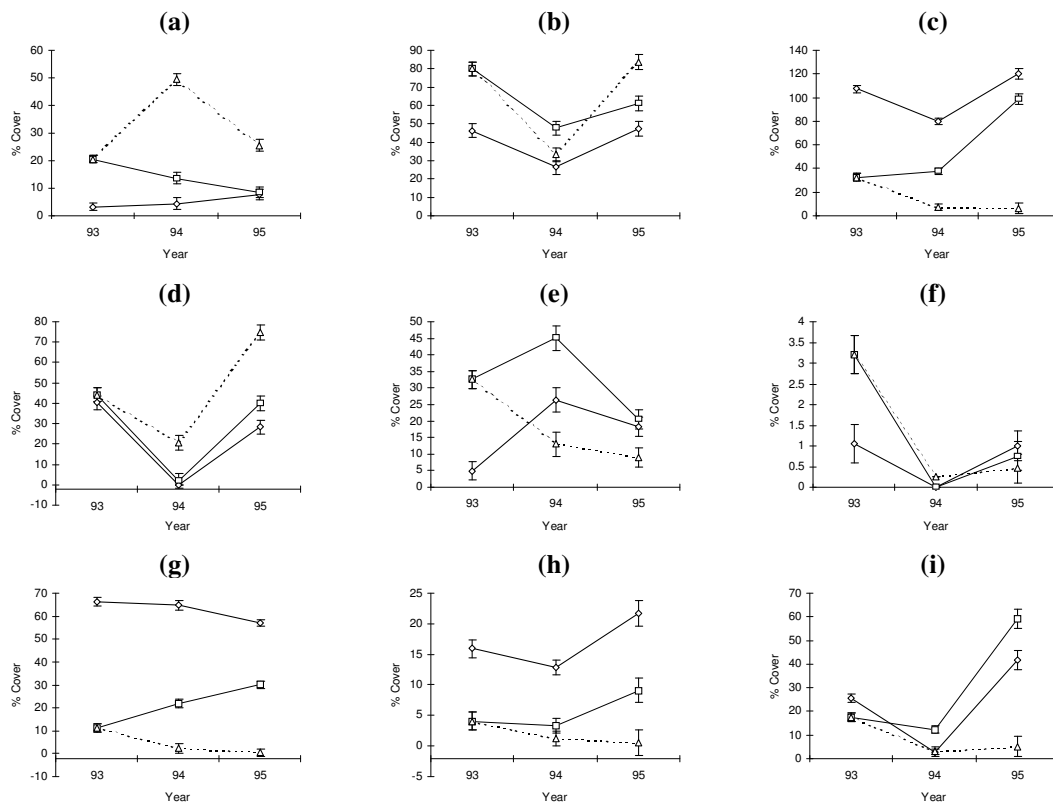 (a)
60
50
40
30
20
10
0
% Cover
93 94 95
Year
(b)
90
80
70
60
50
40
30
20
10
0
% Cover
93 94 95
Year
(c)
140
120
100
80
60
40
20
0
% Cover
93 94 95
Year
(d)
80
70
60
50
40
30
20
10
0
-10
% Cover
93 94 95
Year
(e)
50
45
40
35
30
25
20
15
10
5
0
% Cover
93 94 95
Year
(f)
4
3.5
3
2.5
2
1.5
1
0.5
0
% Cover
93 94 95
Year
(g)
70
60
50
40
30
20
10
0
-10
% Cover
93 94 95
Year
(h)
25
20
15
10
5
0
-5
% Cover
93 94 95
Year
(i)
70
60
50
40
30
20
10
0
% Cover
93 94 95
Year